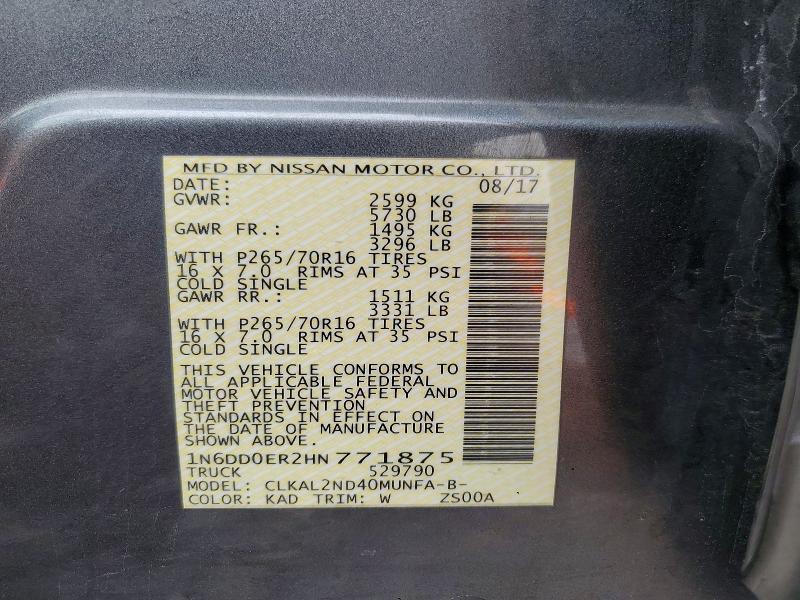 MFD BY NISSAN MOTOR CO., LTD.
DATE: 08/17
GVWR: 2599 KG
5730 LB
GAWR FR.: 1495 KG
3296 LB
WITH P265/70R16 TIRES
16 X 7.0 RIMS AT 35 PSI
COLD SINGLE
GAWR RR.: 1511 KG
3331 LB
WITH P265/70R16 TIRES
16 X 7.0 RIMS AT 35 PSI
COLD SINGLE
THIS VEHICLE CONFORMS TO
ALL APPLICABLE FEDERAL
MOTOR VEHICLE SAFETY AND
THEFT PREVENTION
STANDARDS IN EFFECT ON
THE DATE OF MANUFACTURE
SHOWN ABOVE.
1N6DD0ER2HN771875
TRUCK 529790
MODEL: CLKAL2ND40MUNFA-B-
COLOR: KAD TRIM: W ZS00A